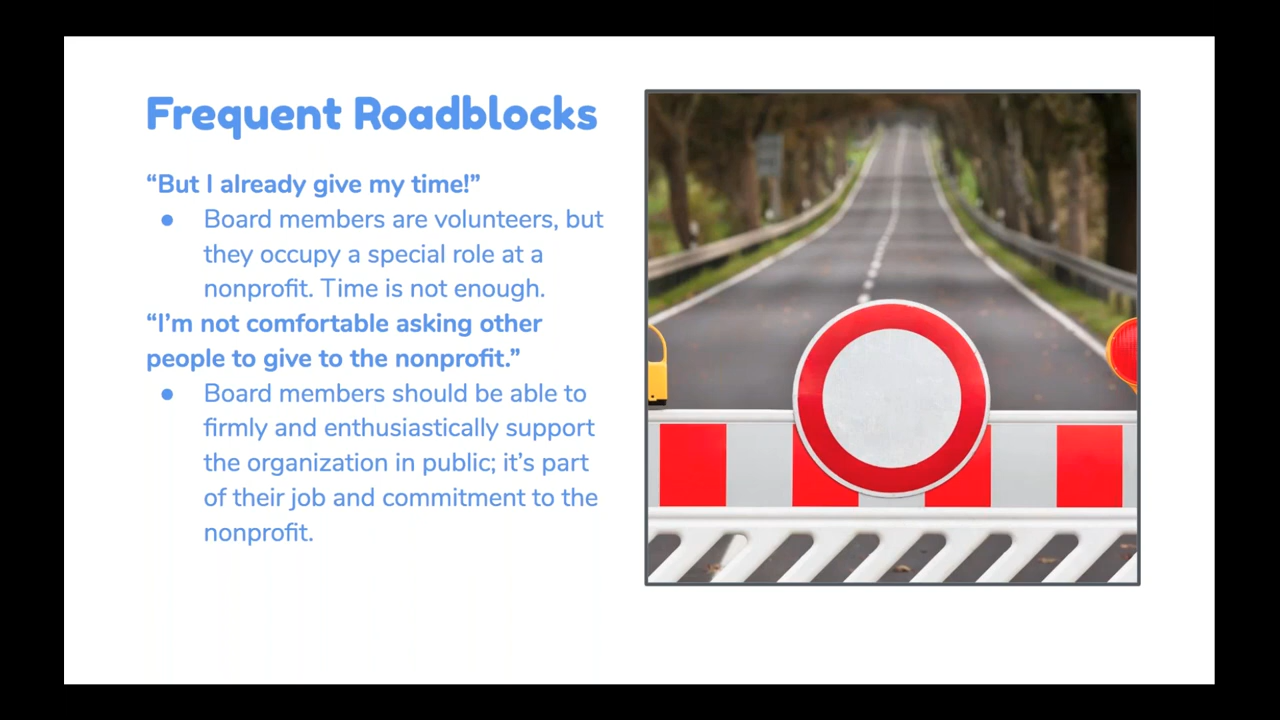 Frequent Roadblocks
“But I already give my time!”
● Board members are volunteers, but
they occupy a special role at a
nonprofit. Time is not enough.
“I’m not comfortable asking other
people to give to the nonprofit.”
● Board members should be able to
firmly and enthusiastically support
the organization in public; it’s part
of their job and commitment to the
nonprofit.